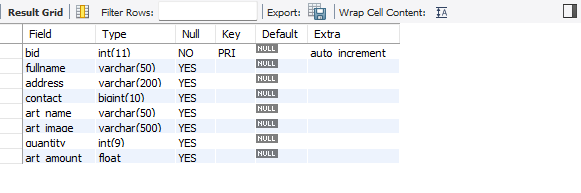 Result Grid Filter Rows: Export: Wrap Cell Content:
Field Type Null Key Default Extra
bid int(11) NO PRI NULL auto_increment
fullname varchar(50) YES NULL
address varchar(200) YES NULL
contact bigint(10) YES NULL
art_name varchar(50) YES NULL
art_image varchar(500) YES NULL
quantity int(9) YES NULL
art_amount float YES NULL